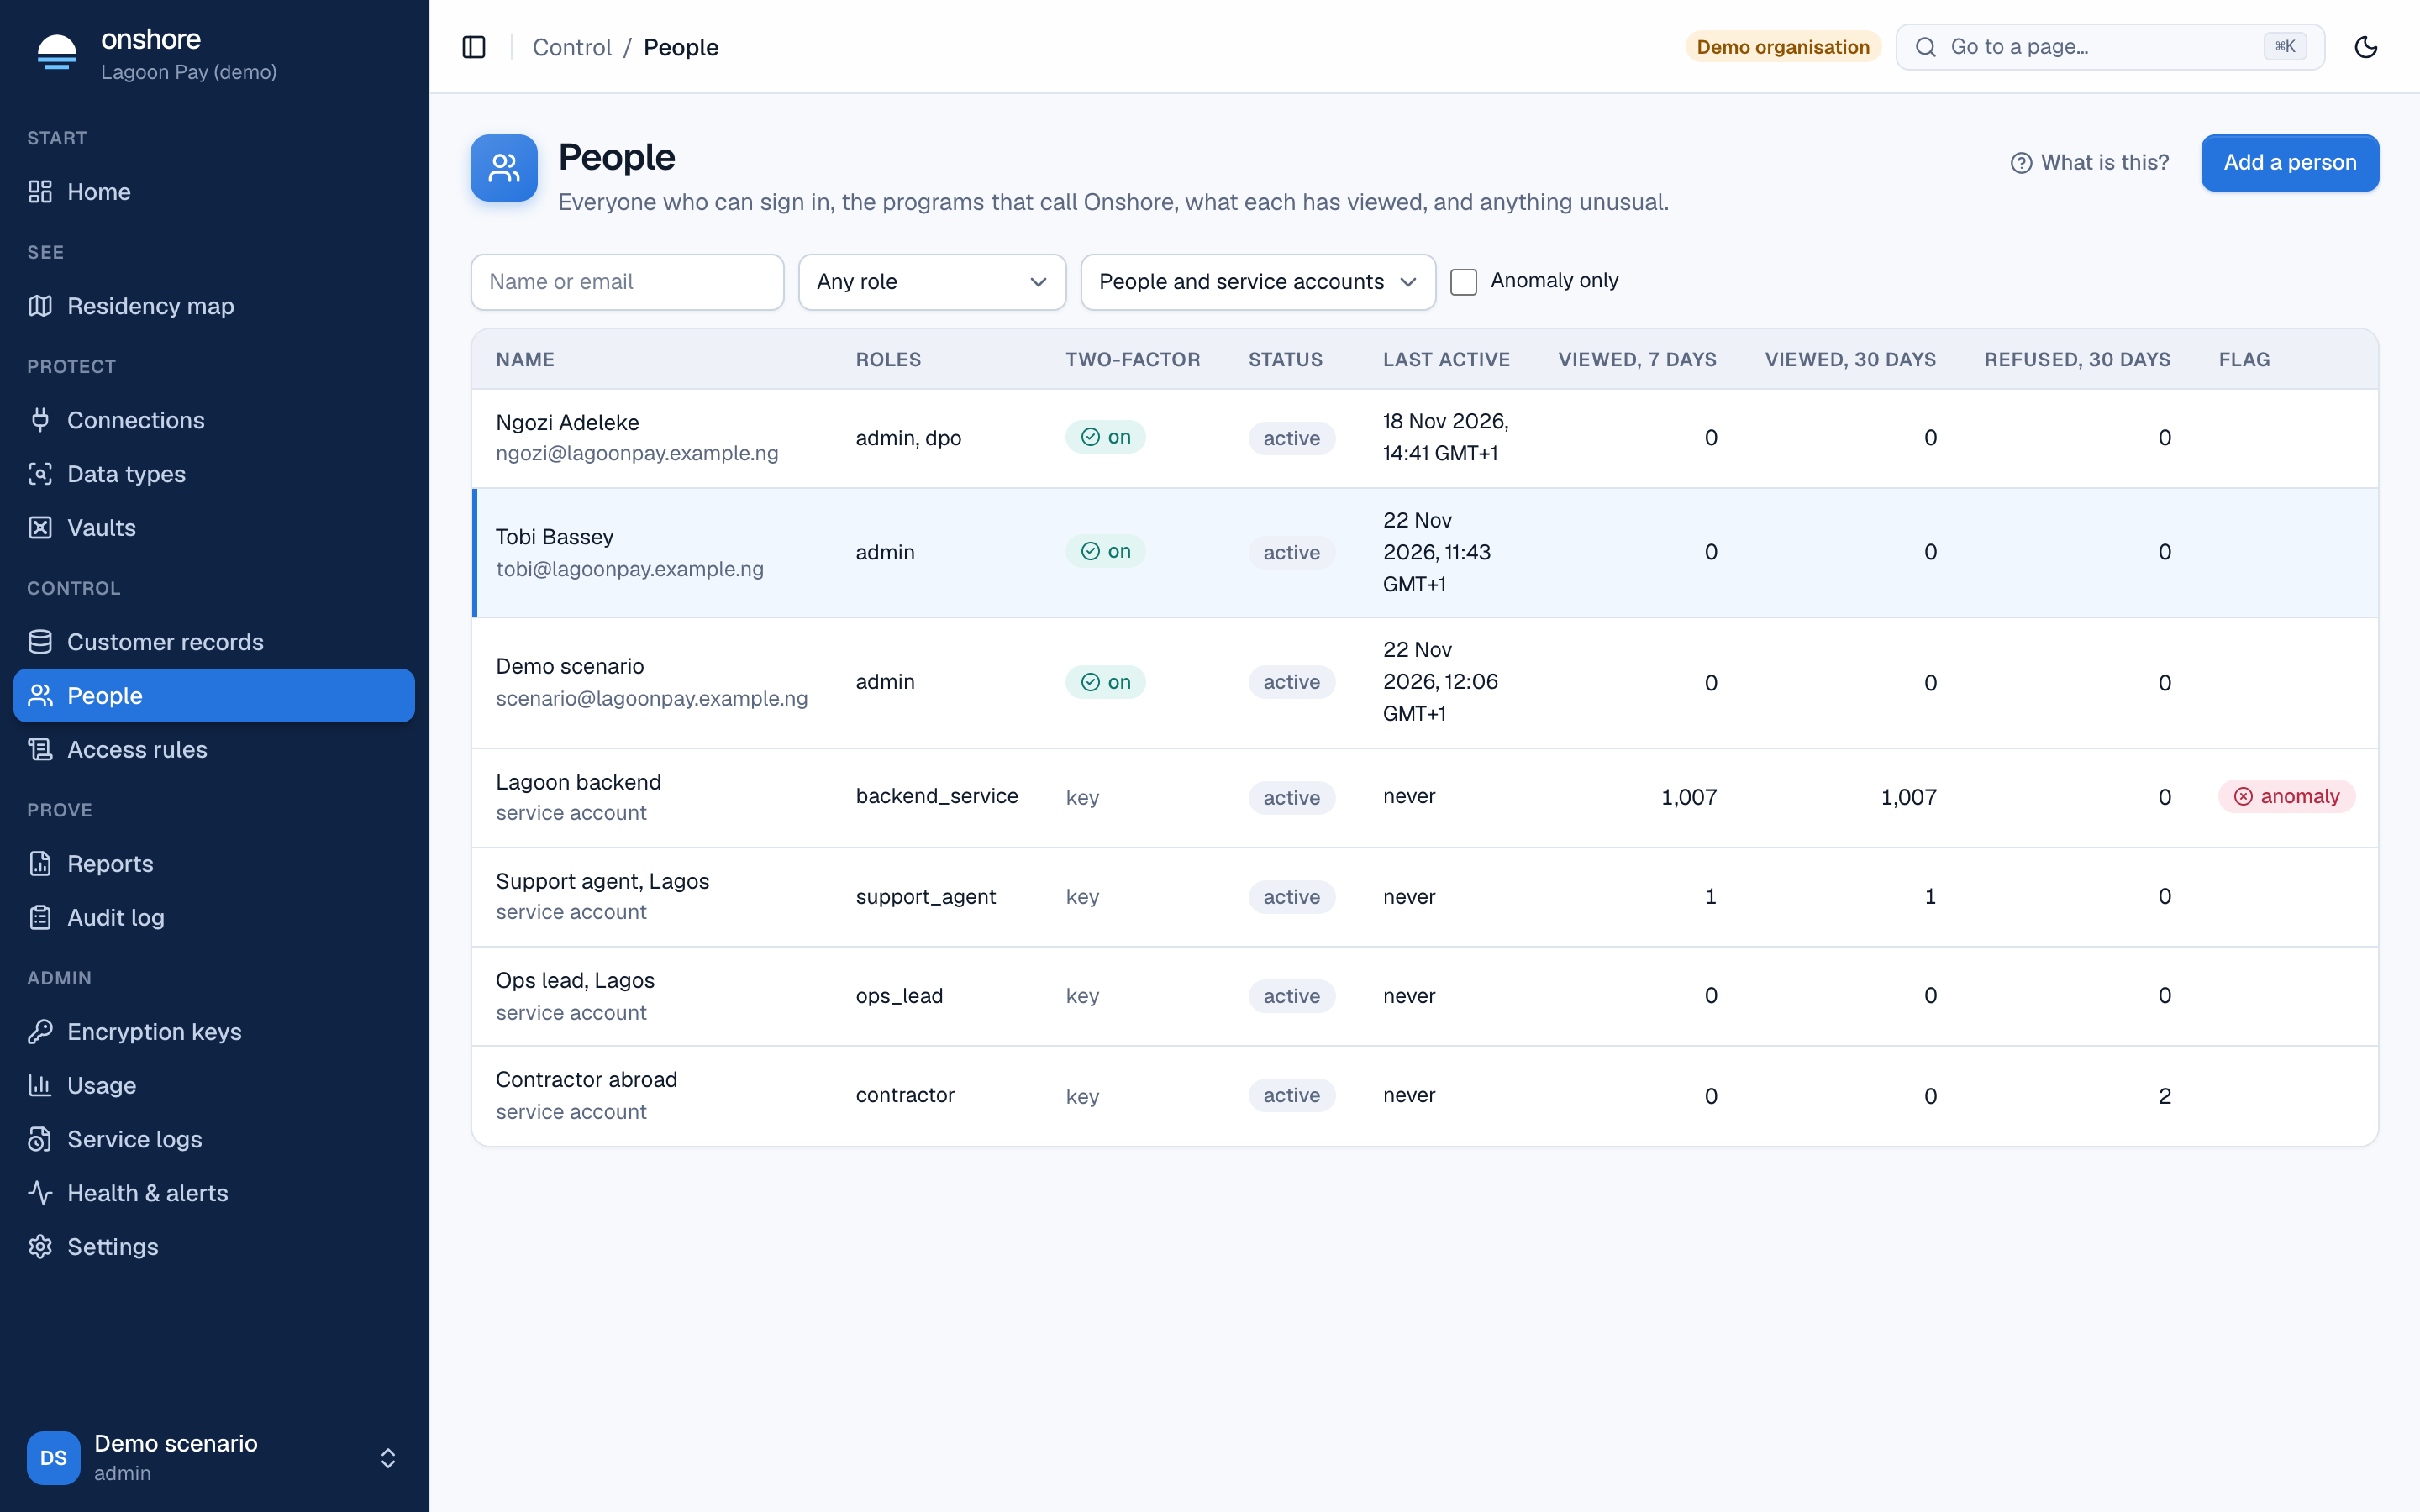 onshore
Lagoon Pay (demo)
START
Home
SEE
Residency map
PROTECT
Connections
Data types
Vaults
CONTROL
Customer records
People
Access rules
PROVE
Reports
Audit log
ADMIN
Encryption keys
Usage
Service logs
Health & alerts
Settings
DS
Demo scenario
admin
Control / People
Demo organisation
Go to a page...
⌘K
People
Everyone who can sign in, the programs that call Onshore, what each has viewed, and anything unusual.
What is this?
Add a person
Name or email
Any role
People and service accounts
Anomaly only
NAME ROLES TWO-FACTOR STATUS LAST ACTIVE VIEWED, 7 DAYS VIEWED, 30 DAYS REFUSED, 30 DAYS FLAG
Ngozi Adeleke
ngozi@lagoonpay.example.ng
admin, dpo
on
active
18 Nov 2026,
14:41 GMT+1
0 0 0
Tobi Bassey
tobi@lagoonpay.example.ng
admin
on
active
22 Nov
2026, 11:43
GMT+1
0 0 0
Demo scenario
scenario@lagoonpay.example.ng
admin
on
active
22 Nov
2026, 12:06
GMT+1
0 0 0
Lagoon backend
service account
backend_service key active never 1,007 1,007 0 anomaly
Support agent, Lagos
service account
support_agent key active never 1 1 0
Ops lead, Lagos
service account
ops_lead key active never 0 0 0
Contractor abroad
service account
contractor key active never 0 0 2